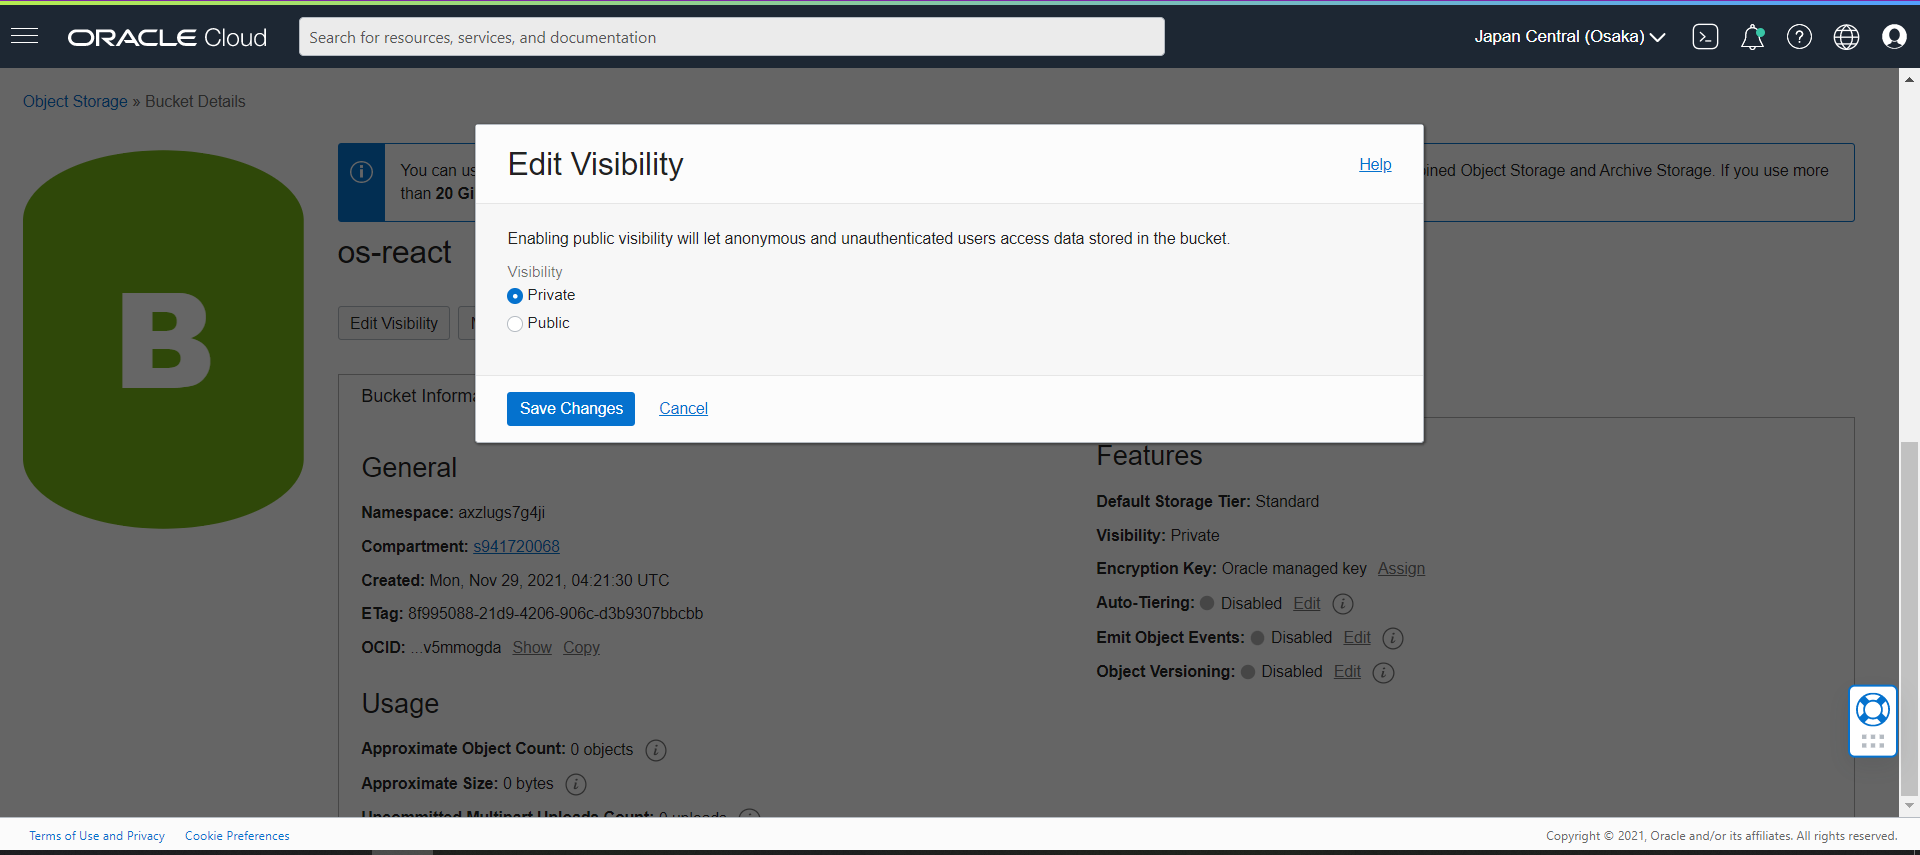 ORACLE Cloud
Search for resources, services, and documentation
Japan Central (Osaka)
Object Storage » Bucket Details
Edit Visibility
Help
You can us
ined Object Storage and Archive Storage. If you use more
than 20 Gi
Enabling public visibility will let anonymous and unauthenticated users access data stored in the bucket.
os-react
Visibility
Private
Public
Edit Visibility
Bucket Informa
Save Changes
Cancel
B
General
Namespace: axzlugs7g4ji
Compartment: s941720068
Created: Mon, Nov 29, 2021, 04:21:30 UTC
ETag: 8f995088-21d9-4206-906c-d3b9307bbcbb
OCID: ...v5mmogda Show Copy
Usage
Approximate Object Count: 0 objects
Approximate Size: 0 bytes
Uncommitted Multipart Uploads Count: 0 uploads
Features
Default Storage Tier: Standard
Visibility: Private
Encryption Key: Oracle managed key Assign
Auto-Tiering: Disabled Edit
Emit Object Events: Disabled Edit
Object Versioning: Disabled Edit
Terms of Use and Privacy Cookie Preferences
Copyright © 2021, Oracle and/or its affiliates. All rights reserved.